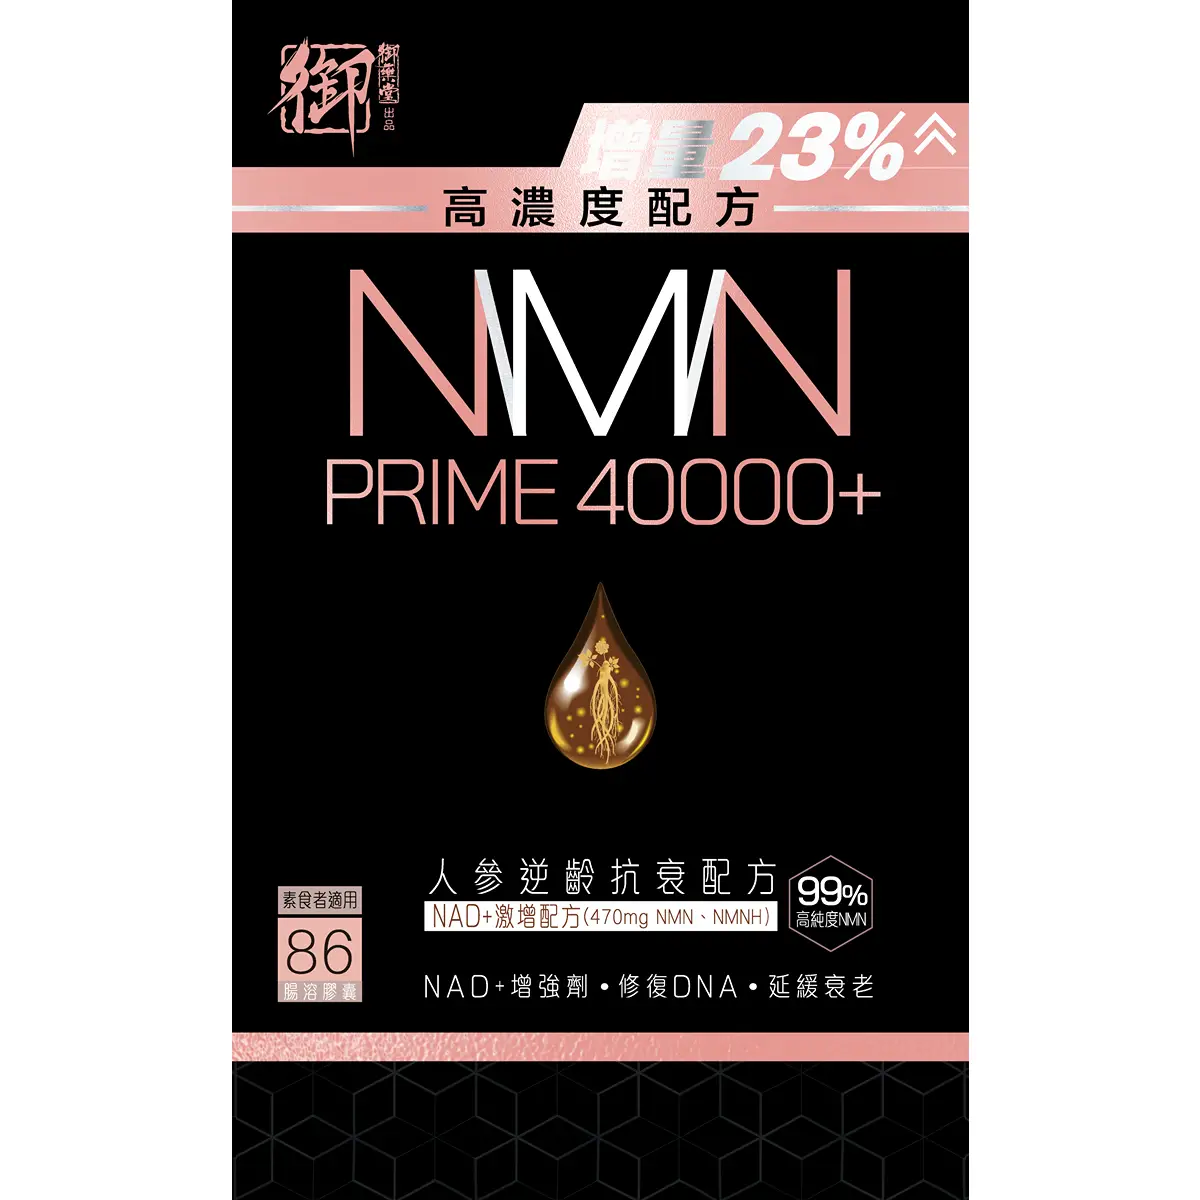 御
御藥堂
出品
增量 23%
高濃度配方
NMN
PRIME 40000+
人參逆齡抗衰配方
NAD+激增配方(470mg NMN、NMNH)
99%
高純度NMN
素食者適用
86
腸溶膠囊
NAD+增強劑•修復DNA•延緩衰老